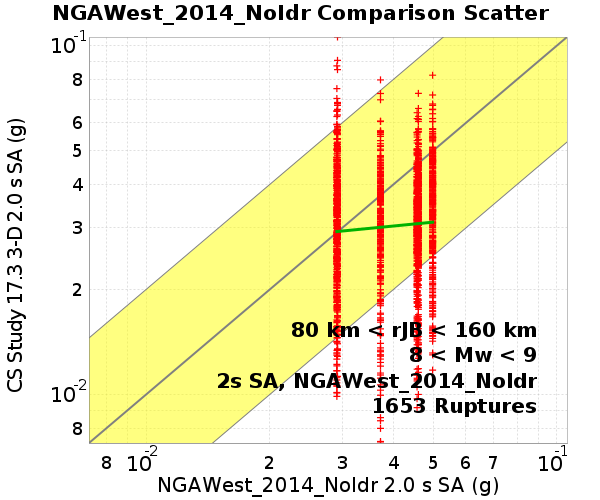 NGAWest_2014_NoIdr Comparison Scatter
CS Study 17.3 3-D 2.0 s SA (g)
10-1
8
6
5
4
3
2
10-2
8
80 km < rJB < 160 km
8 < Mw < 9
2s SA, NGAWest_2014_NoIdr
1653 Ruptures
8 10-2 2 3 4 5 6 7 10-1
NGAWest_2014_NoIdr 2.0 s SA (g)